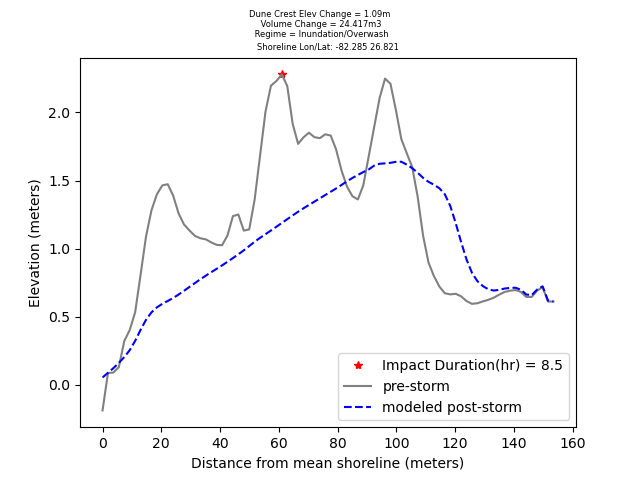 Dune Crest Elev Change = 1.09m
Volume Change = 24.417m3
Regime = Inundation/Overwash
Shoreline Lon/Lat: -82.285 26.821
2.0
1.5
1.0
0.5
0.0
Elevation (meters)
Impact Duration(hr) = 8.5
pre-storm
modeled post-storm
0 20 40 60 80 100 120 140 160
Distance from mean shoreline (meters)